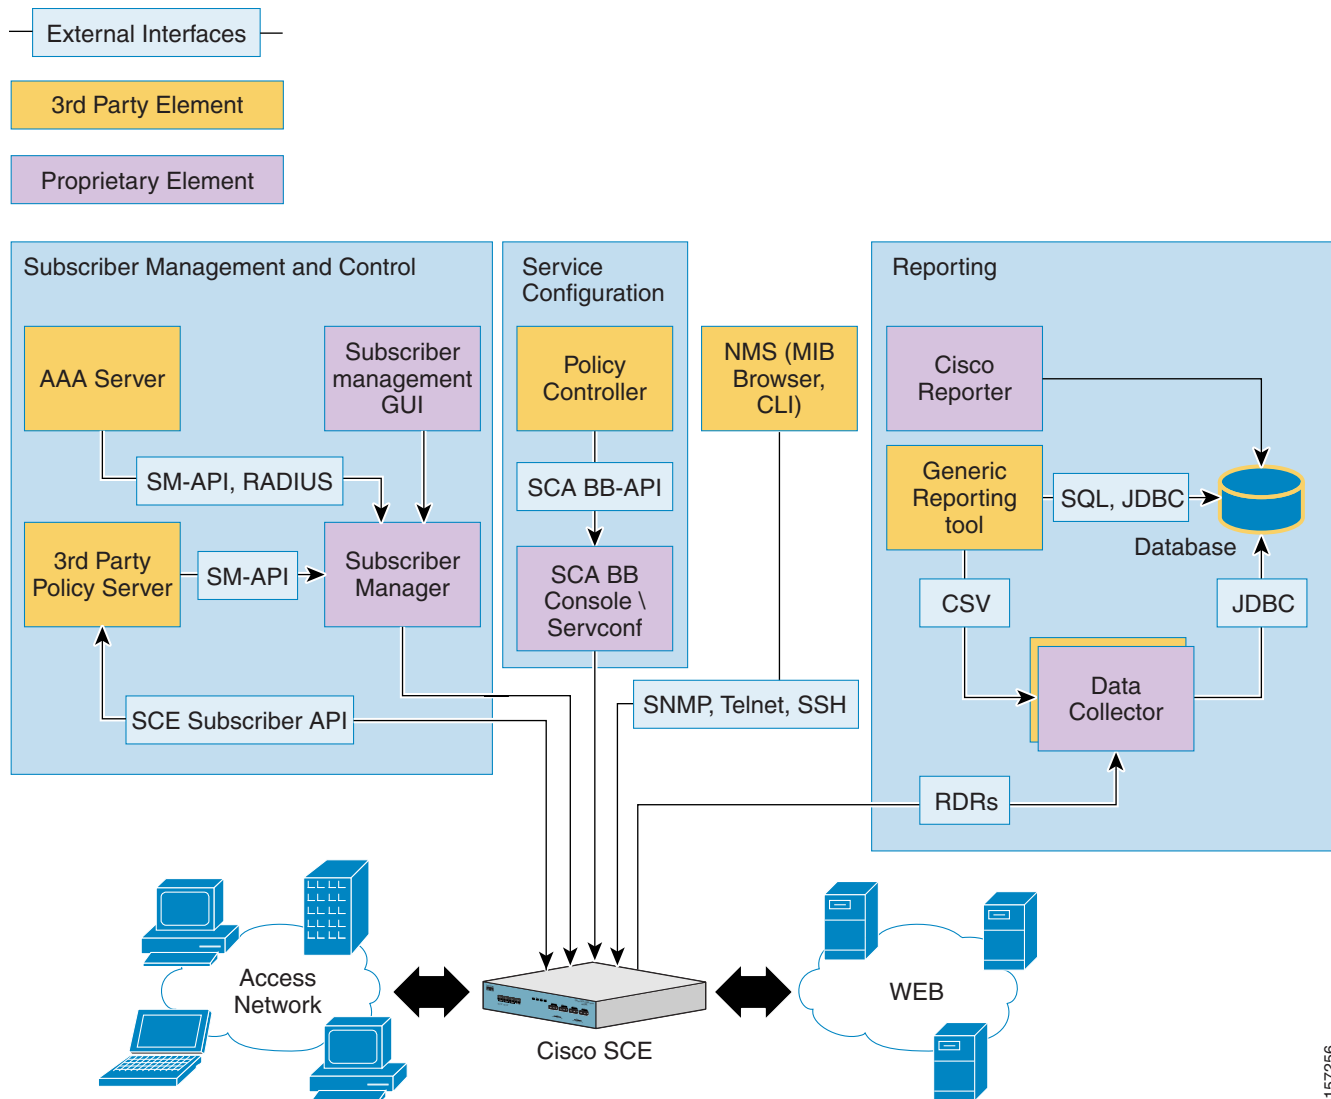 External Interfaces
3rd Party Element
Proprietary Element
Subscriber Management and Control
AAA Server
Subscriber
management
GUI
SM-API, RADIUS
3rd Party
Policy Server
SM-API
Subscriber
Manager
SCE Subscriber API
Service
Configuration
Policy
Controller
SCA BB-API
SCA BB
Console \
Servconf
NMS (MIB
Browser,
CLI)
SNMP, Telnet, SSH
Reporting
Cisco
Reporter
Generic
Reporting
tool
SQL, JDBC
Database
CSV
JDBC
Data
Collector
RDRs
Access
Network
Cisco SCE
WEB
157256